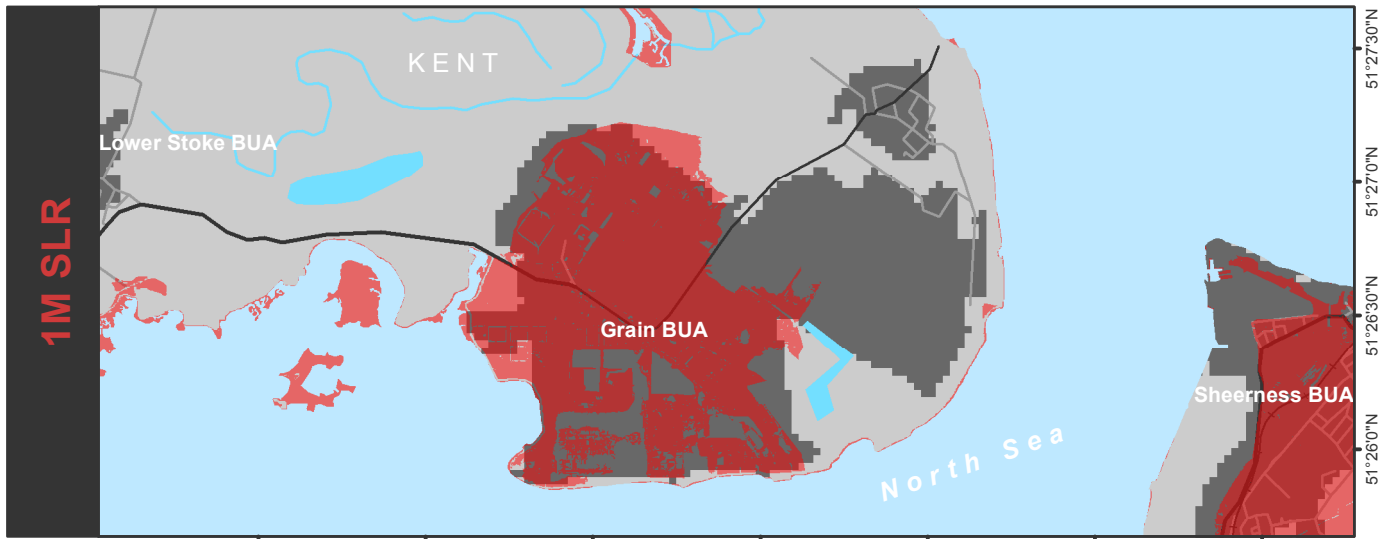 1M SLR
KENT
Lower Stoke BUA
Grain BUA
Sheerness BUA
North Sea
51°27'30"N
51°27'0"N
51°26'30"N
51°26'0"N